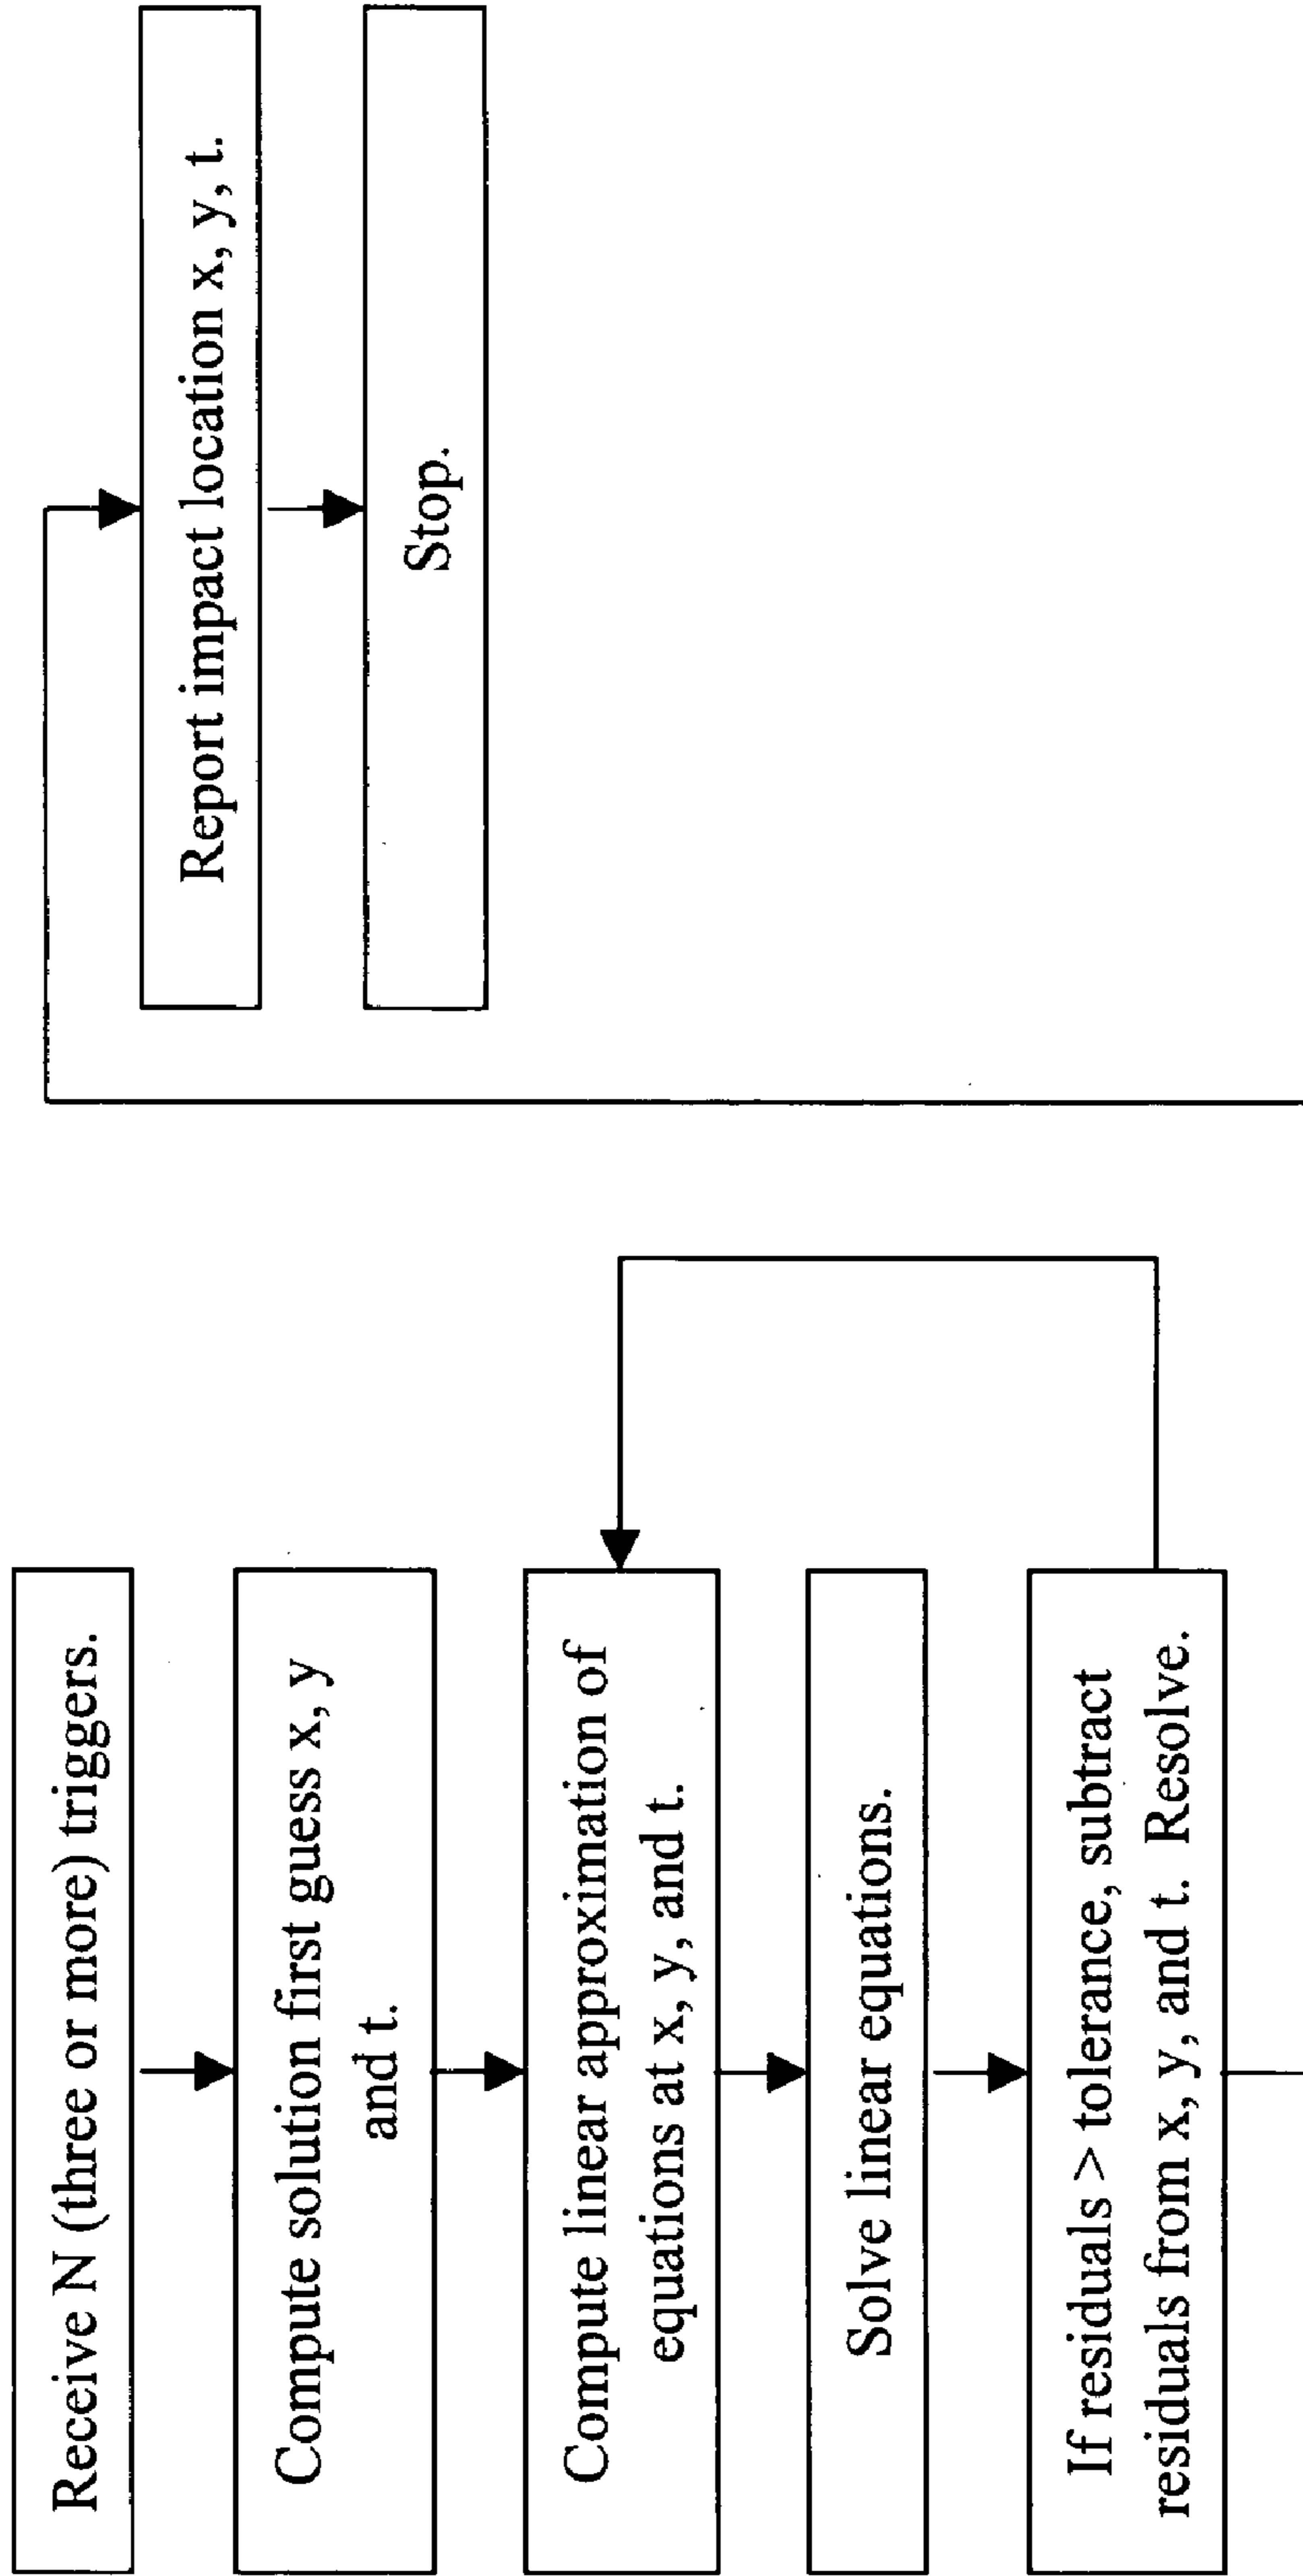 Receive N (three or more) triggers.
Compute solution first guess x, y
and t.
Compute linear approximation of
equations at x, y, and t.
Solve linear equations.
If residuals > tolerance, subtract
residuals from x, y, and t. Resolve.
Report impact location x, y, t.
Stop.